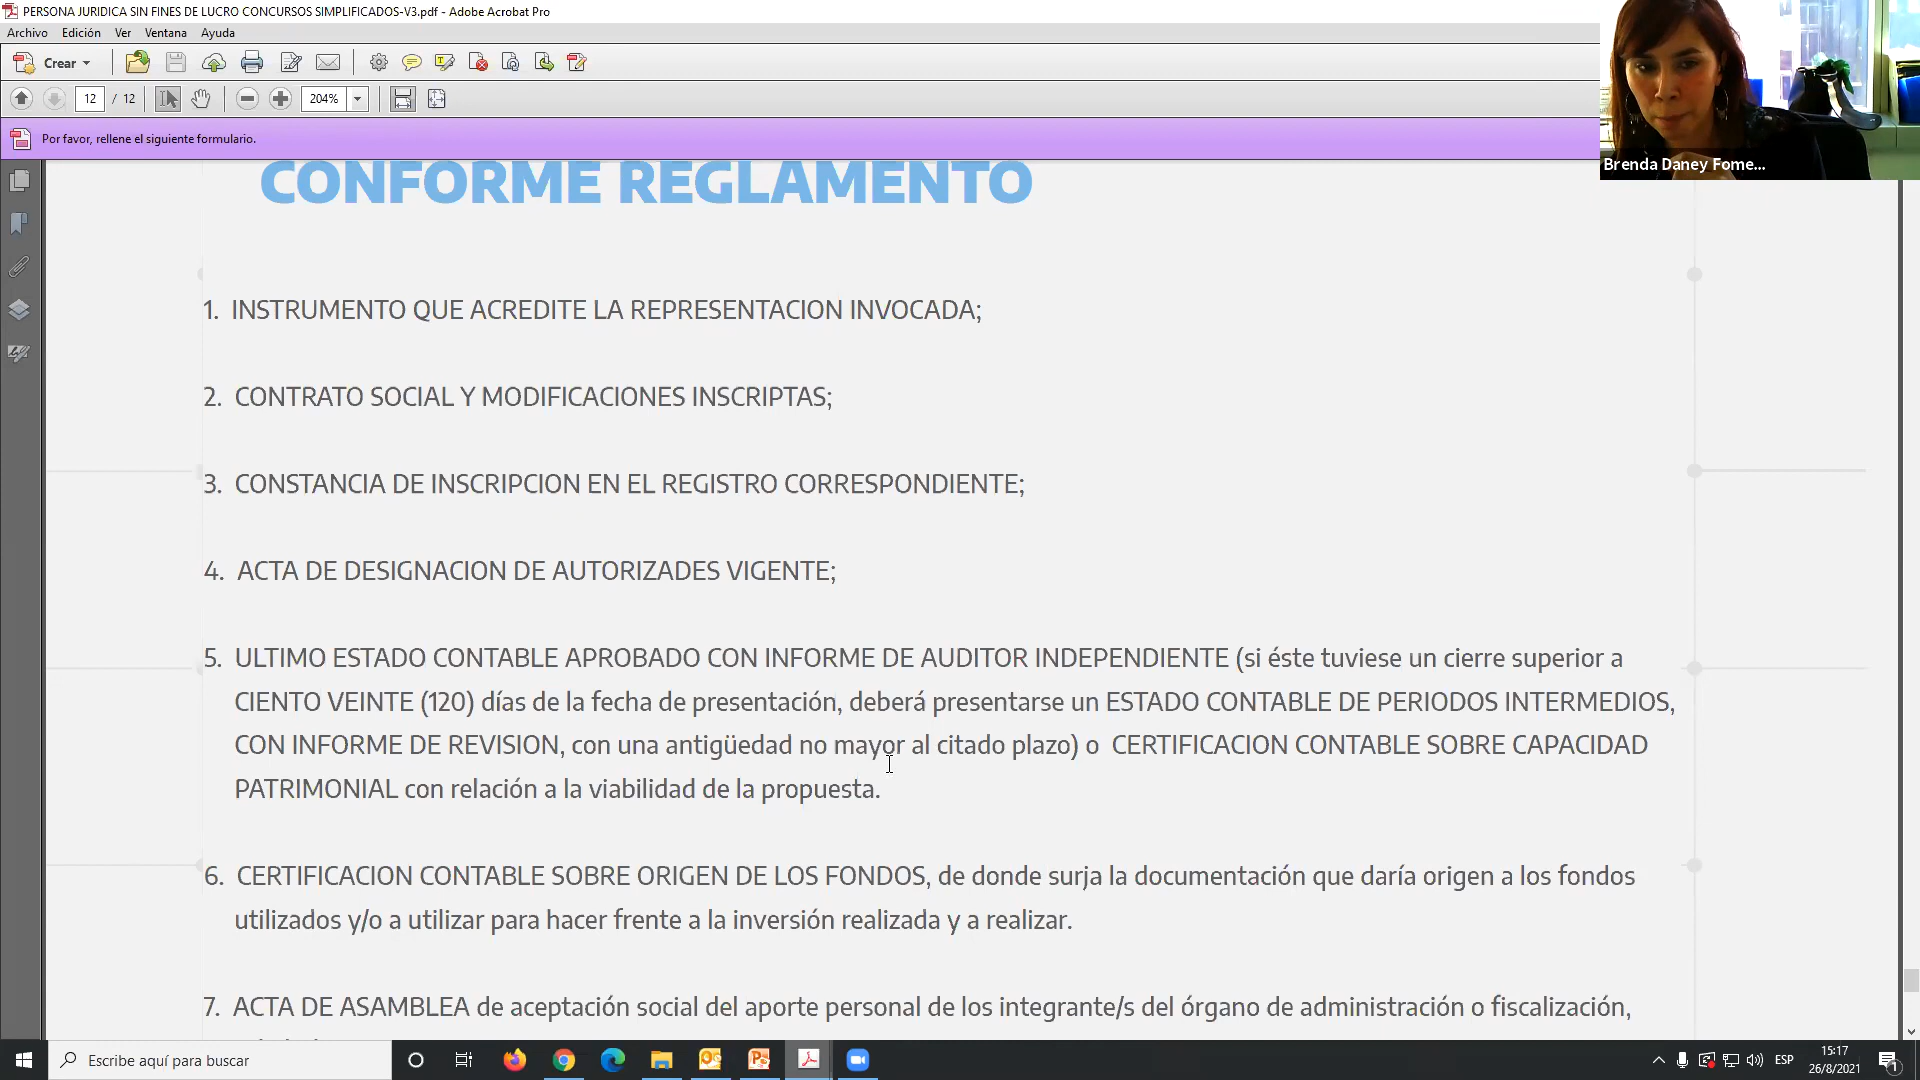 PERSONA JURIDICA SIN FINES DE LUCRO CONCURSOS SIMPLIFICADOS-V3.pdf - Adobe Acrobat Pro
Archivo Edición Ver Ventana Ayuda
Crear
12 / 12 204%
Por favor, rellene el siguiente formulario.
Brenda Daney Fome...
CONFORME REGLAMENTO
1. INSTRUMENTO QUE ACREDITE LA REPRESENTACION INVOCADA;
2. CONTRATO SOCIAL Y MODIFICACIONES INSCRIPTAS;
3. CONSTANCIA DE INSCRIPCION EN EL REGISTRO CORRESPONDIENTE;
4. ACTA DE DESIGNACION DE AUTORIZADES VIGENTE;
5. ULTIMO ESTADO CONTABLE APROBADO CON INFORME DE AUDITOR INDEPENDIENTE (si éste tuviese un cierre superior a
CIENTO VEINTE (120) días de la fecha de presentación, deberá presentarse un ESTADO CONTABLE DE PERIODOS INTERMEDIOS,
CON INFORME DE REVISION, con una antigüedad no mayor al citado plazo) o CERTIFICACION CONTABLE SOBRE CAPACIDAD
PATRIMONIAL con relación a la viabilidad de la propuesta.
6. CERTIFICACION CONTABLE SOBRE ORIGEN DE LOS FONDOS, de donde surja la documentación que daría origen a los fondos
utilizados y/o a utilizar para hacer frente a la inversión realizada y a realizar.
7. ACTA DE ASAMBLEA de aceptación social del aporte personal de los integrante/s del órgano de administración o fiscalización,
Escribe aquí para buscar
ESP
15:17
26/8/2021
1